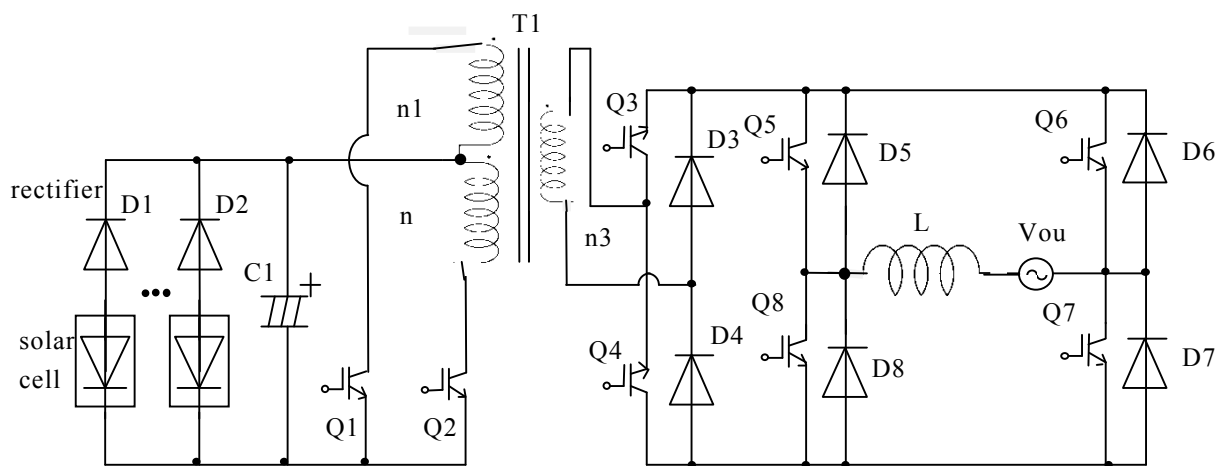 T1
n1
Q3
Q5
Q6
D3
D5
D6
rectifier
D1
D2
n
n3
L
Vou
C1
+
Q8
Q7
solar
cell
Q4
D4
D8
D7
Q1
Q2